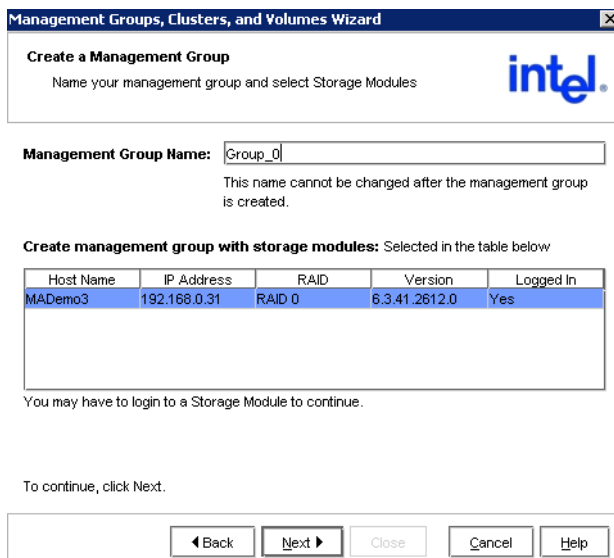 Management Groups, Clusters, and Volumes Wizard
Create a Management Group
Name your management group and select Storage Modules
intel.
Management Group Name: Group_0
This name cannot be changed after the management group
is created.
Create management group with storage modules: Selected in the table below
Host Name IP Address RAID Version Logged In
MADemo3 192.168.0.31 RAID 0 6.3.41.2612.0 Yes
You may have to login to a Storage Module to continue.
To continue, click Next.
Back Next Close Cancel Help